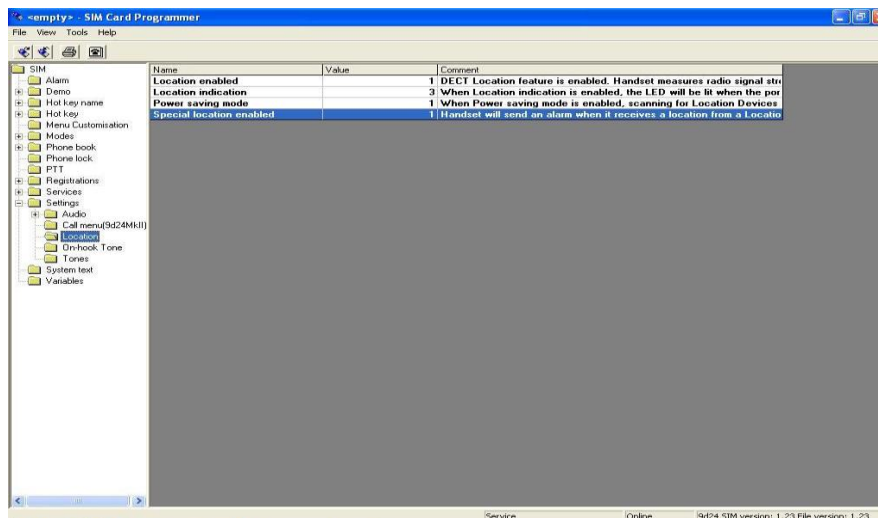 <empty> - SIM Card Programmer
File View Tools Help
SIM
Alarm
Demo
Hot key name
Hot key
Menu Customisation
Modes
Phone book
Phone lock
PTT
Registrations
Services
Settings
Audio
Call menu(9d24MkII)
Location
On-hook Tone
Tones
System text
Variables
Name Value Comment
Location enabled 1 DECT Location feature is enabled. Handset measures radio signal stre
Location indication 3 When Location indication is enabled, the LED will be lit when the por
Power saving mode 1 When Power saving mode is enabled, scanning for Location Devices
Special location enabled 1 Handset will send an alarm when it receives a location from a Locatio
Service Online 9d24 SIM version: 1.23 File version: 1.23